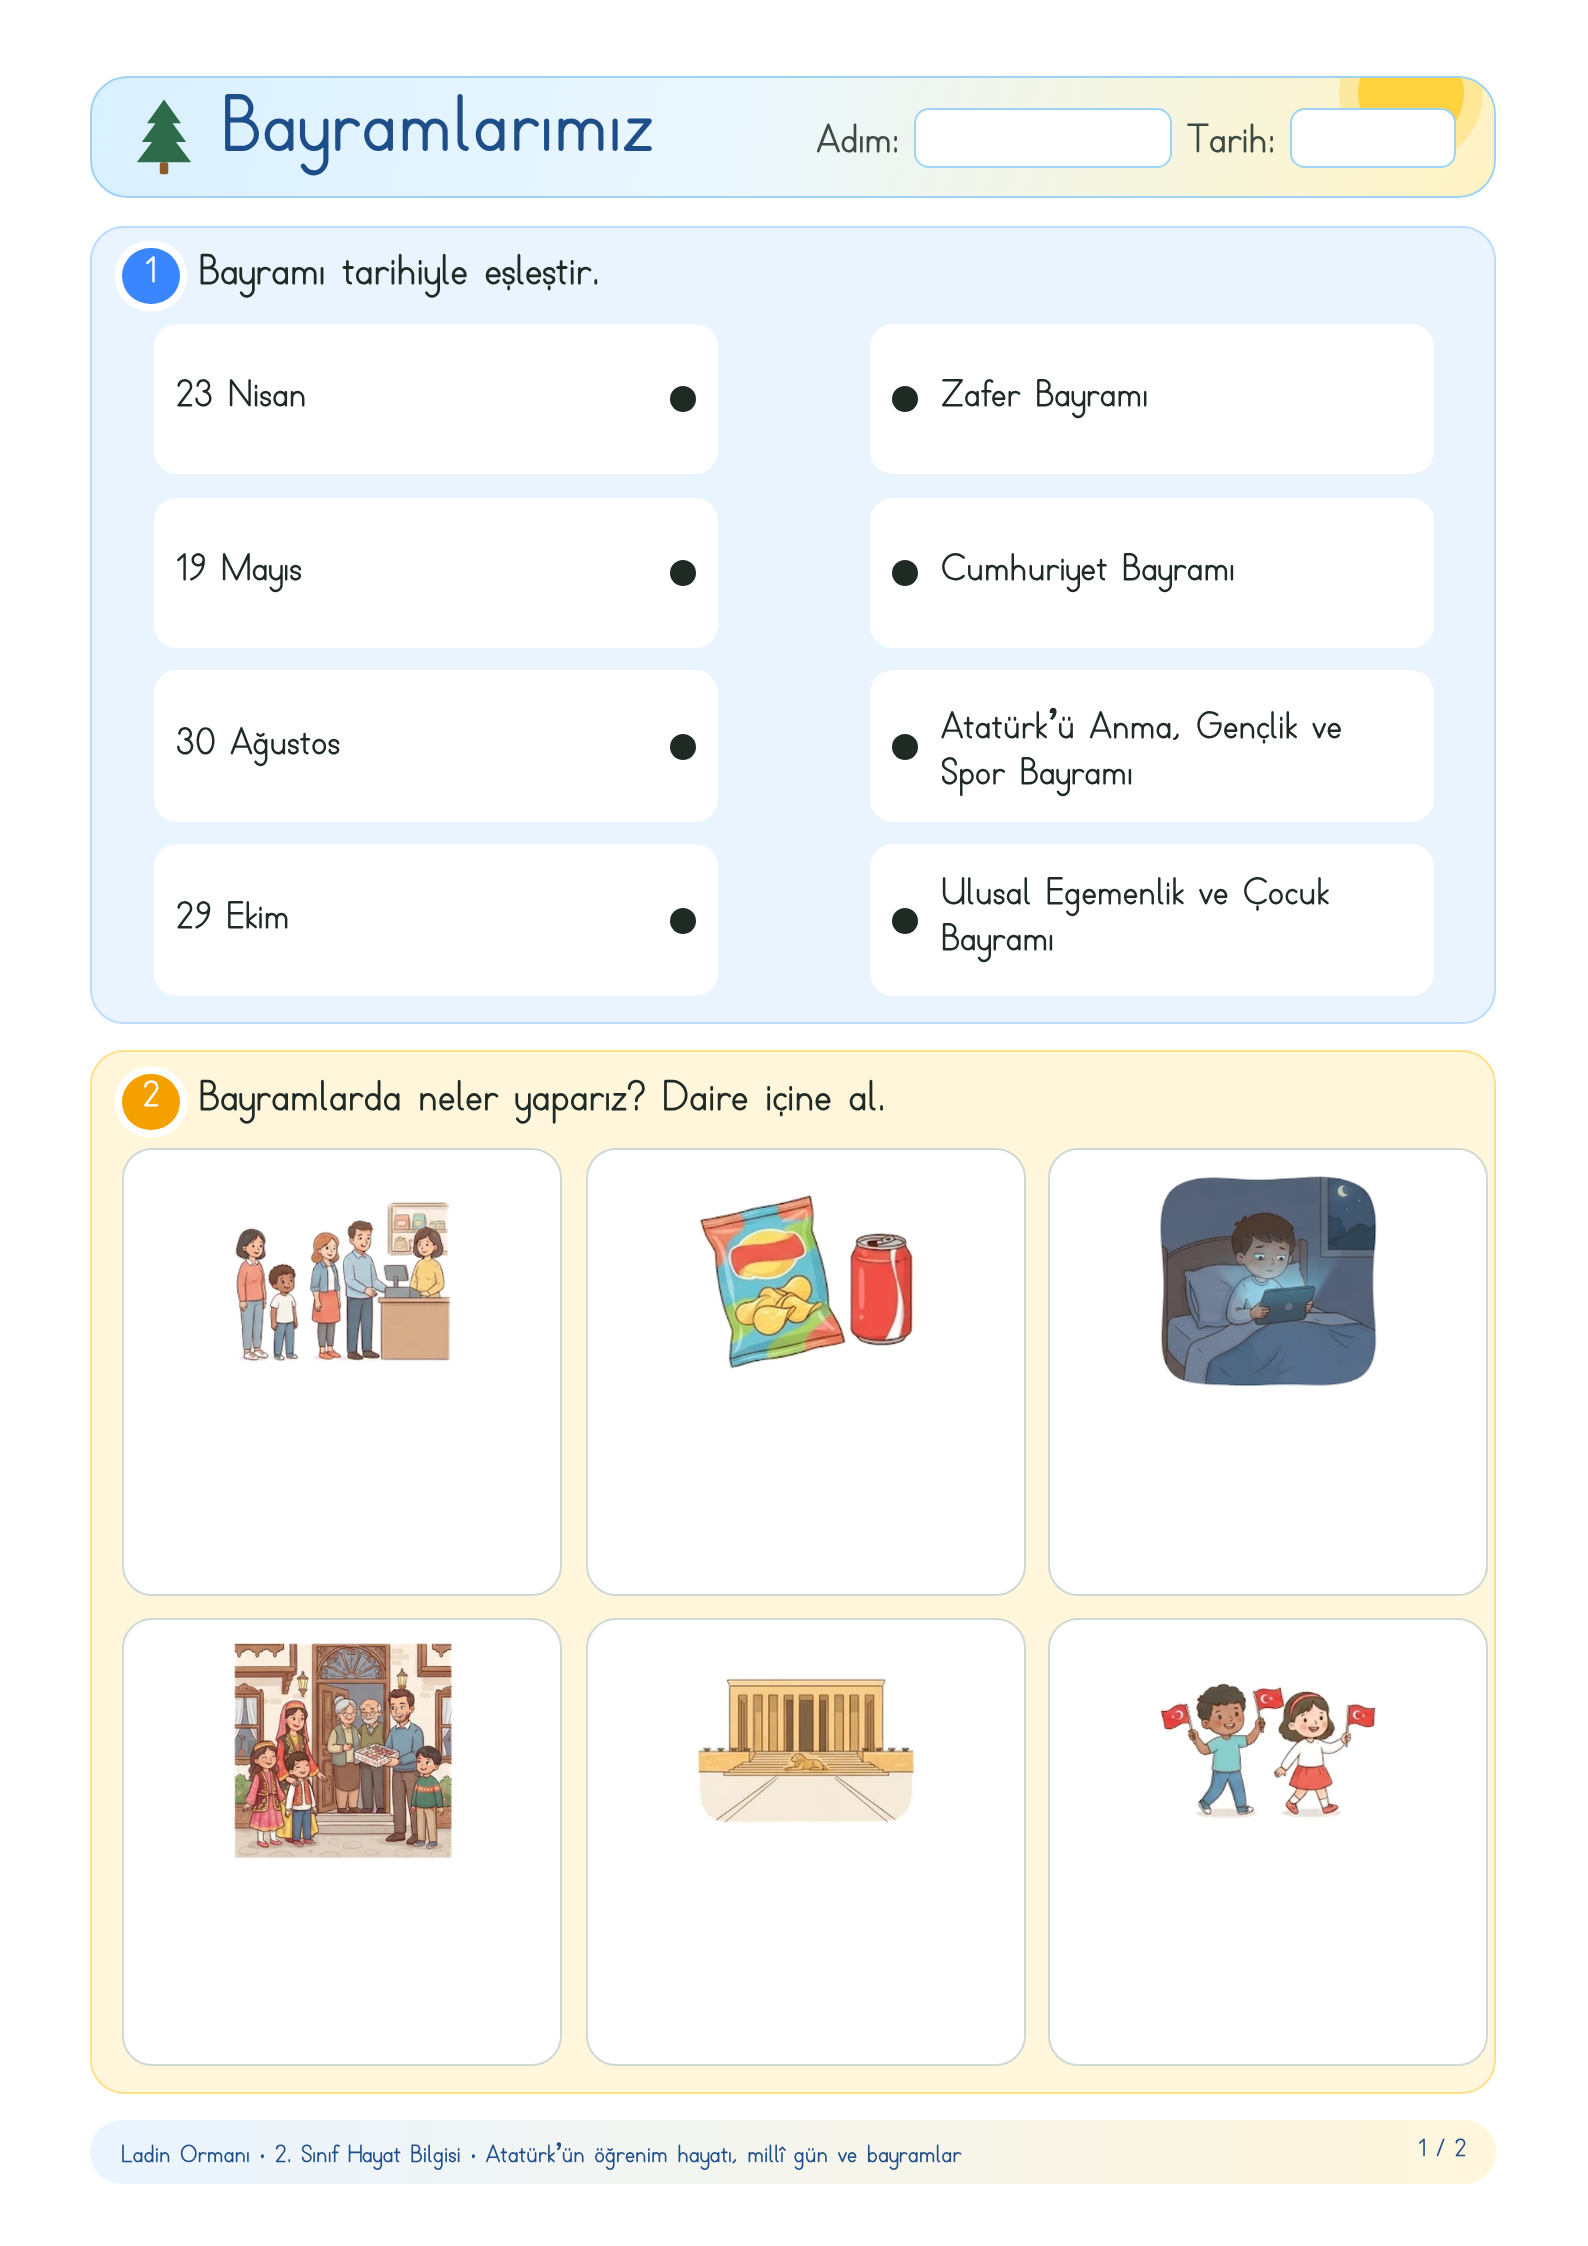 Bayramlarımız
Adım:
Tarih:
1 Bayramı tarihiyle eşleştir.
23 Nisan
Zafer Bayramı
19 Mayıs
Cumhuriyet Bayramı
30 Ağustos
Atatürk’ü Anma, Gençlik ve
Spor Bayramı
29 Ekim
Ulusal Egemenlik ve Çocuk
Bayramı
2 Bayramlarda neler yaparız? Daire içine al.
Ladin Ormanı • 2. Sınıf Hayat Bilgisi • Atatürk’ün öğrenim hayatı, millî gün ve bayramlar
1 / 2